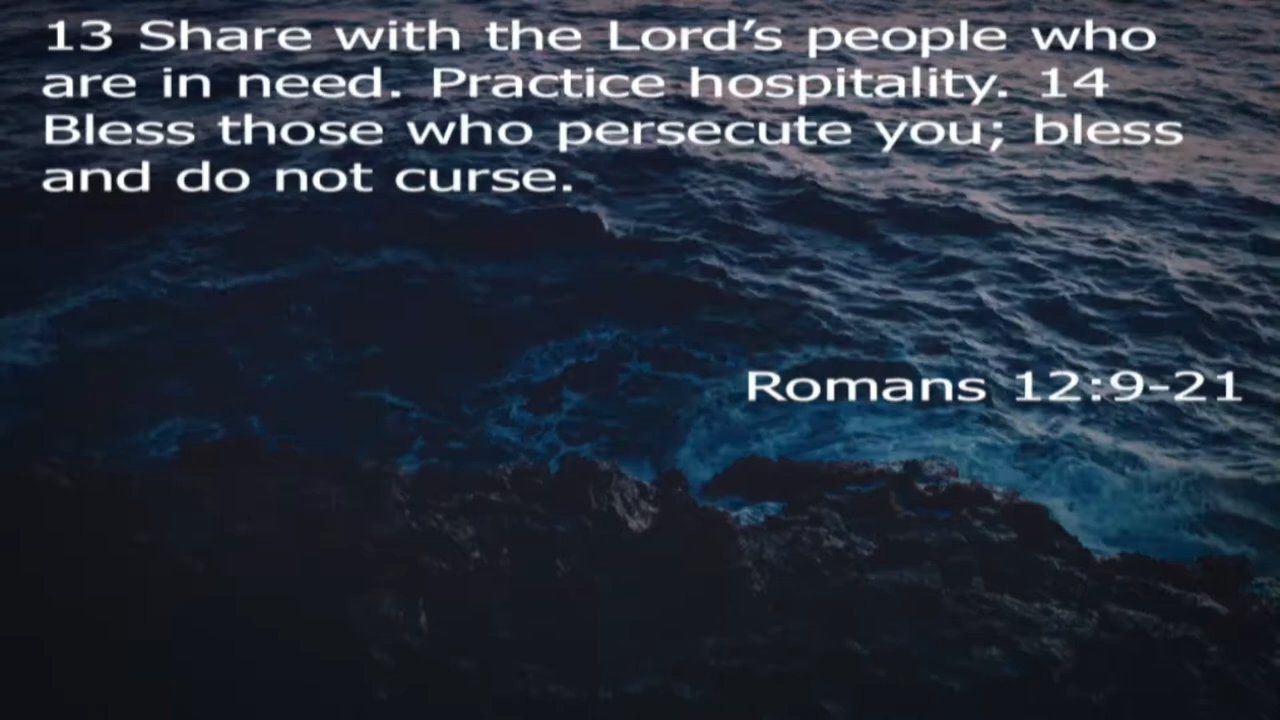 13 Share with the Lord’s people who
are in need. Practice hospitality. 14
Bless those who persecute you; bless
and do not curse.
Romans 12:9-21